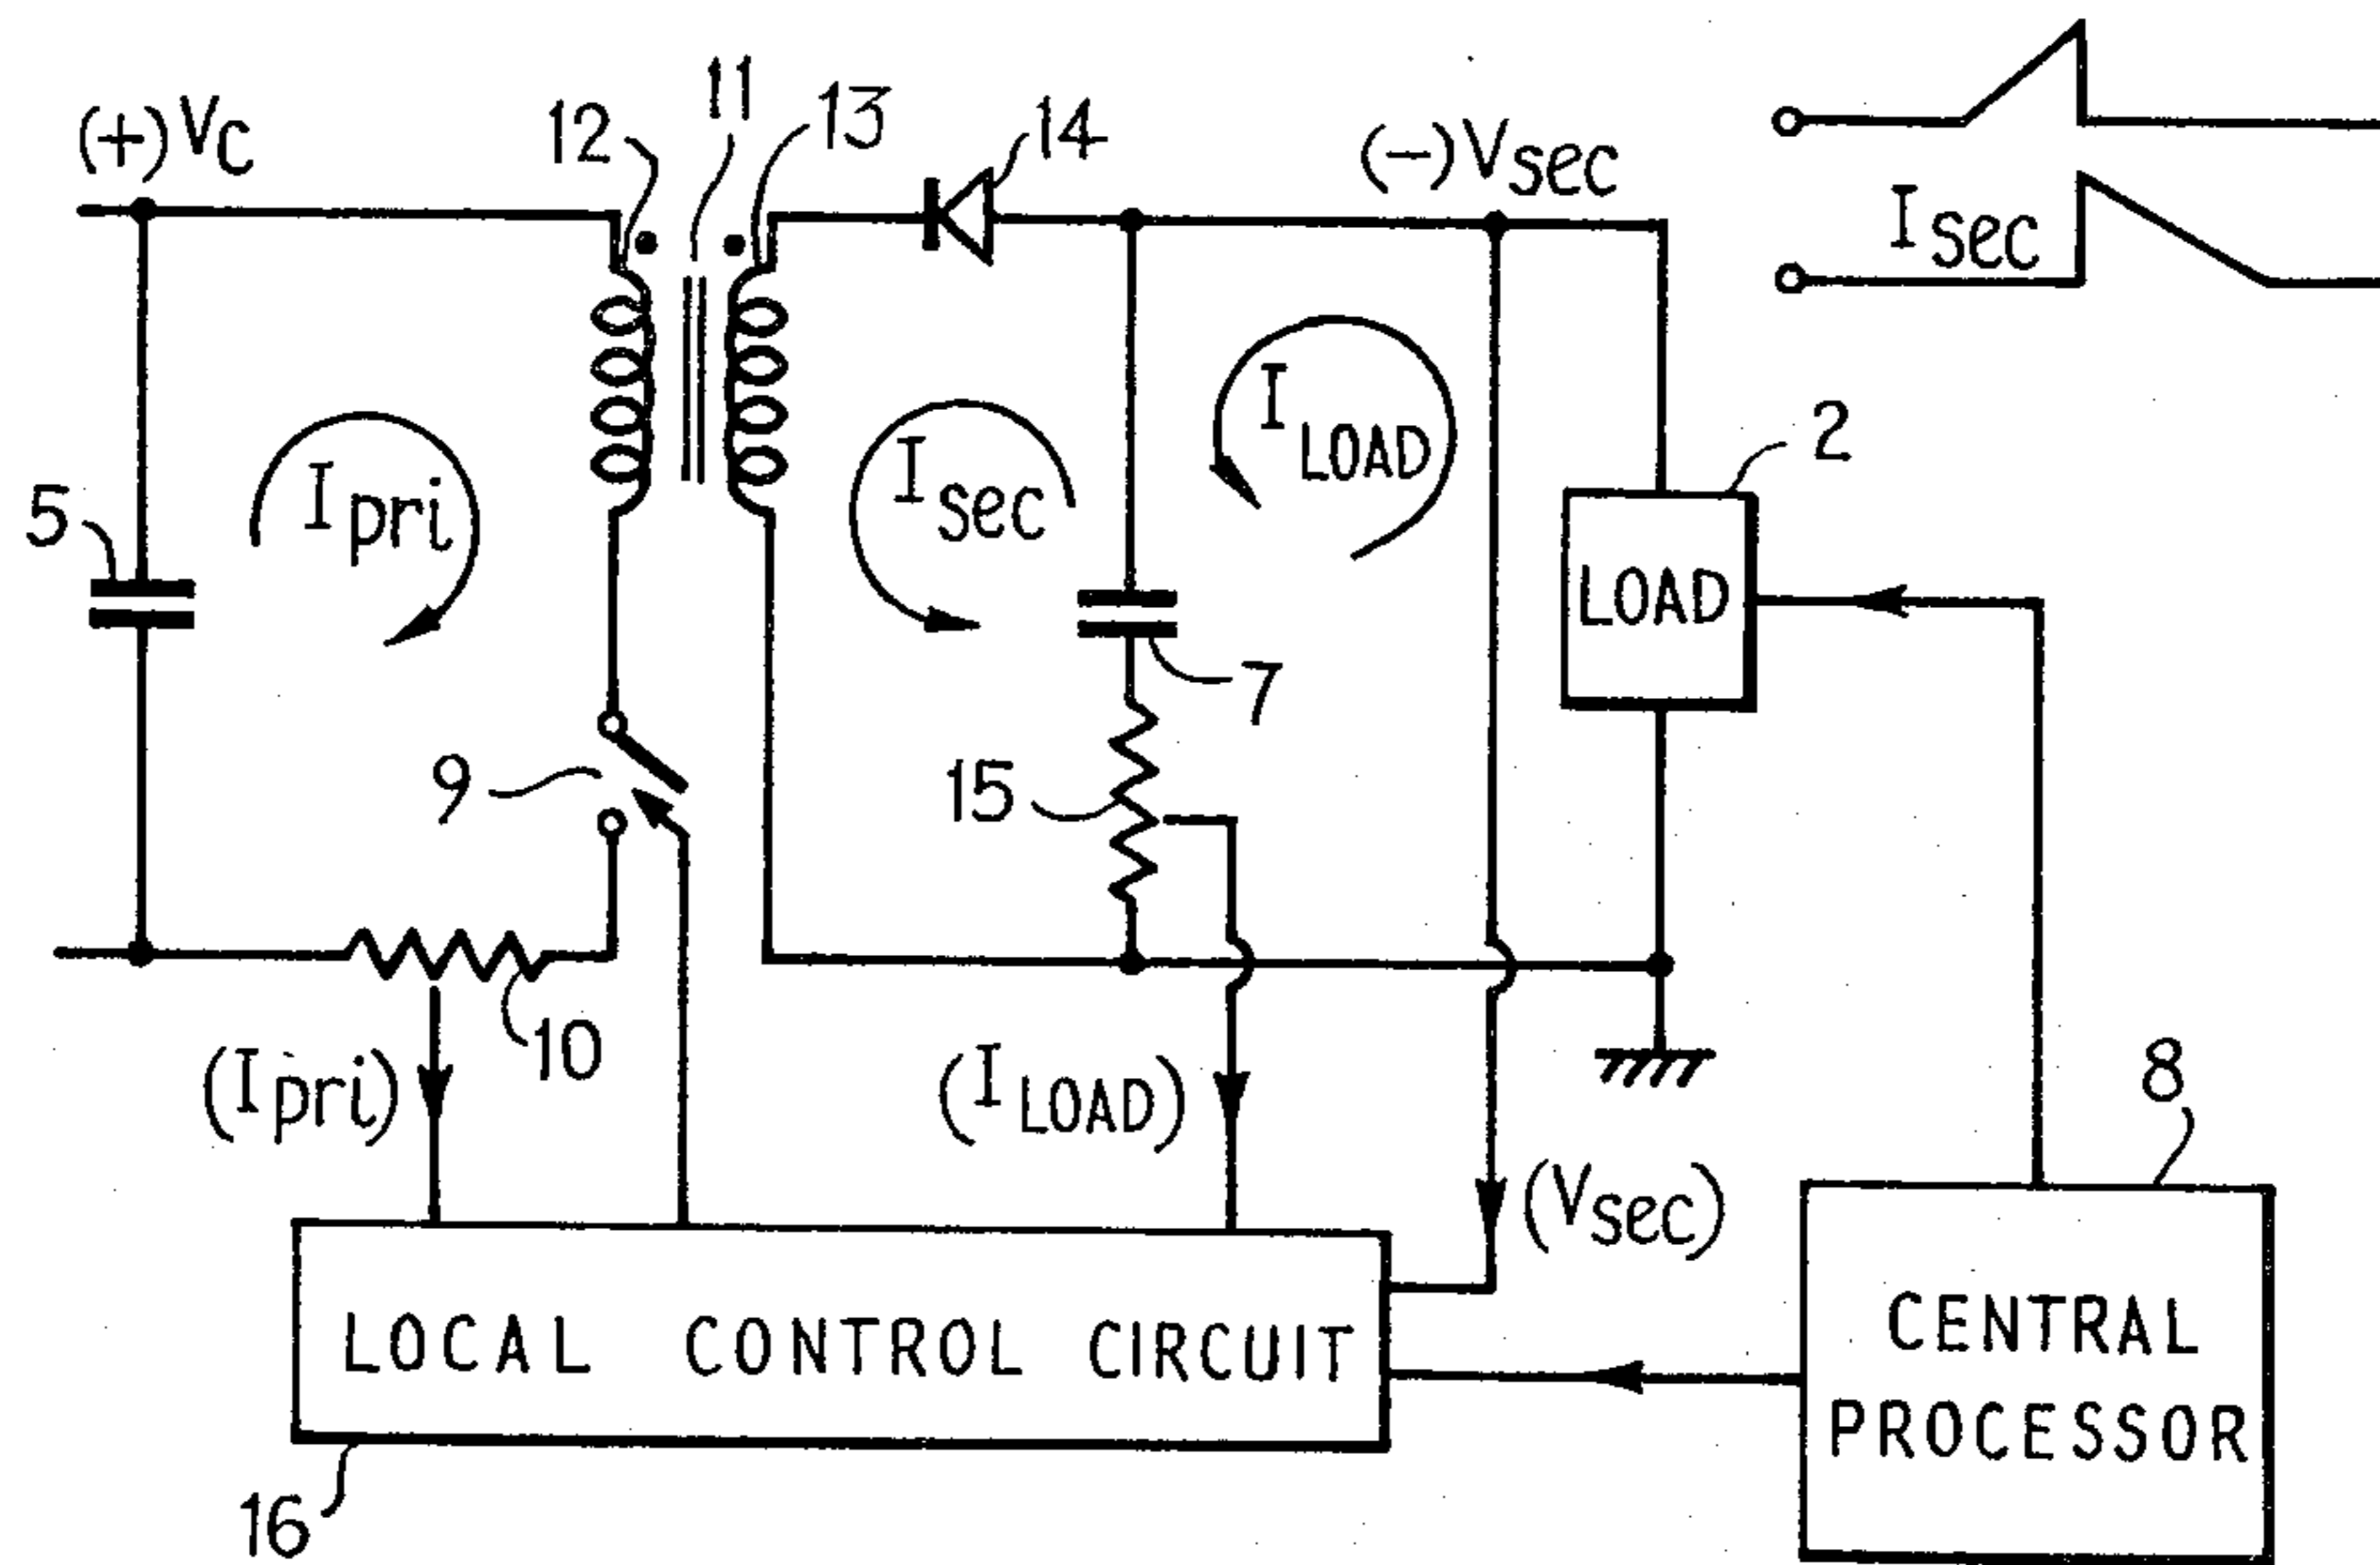 (+)Vc
12
11
13
14
(−)Vsec
Isec
5
Ipri
Isec
ILOAD
2
LOAD
7
9
15
10
(Ipri)
(ILOAD)
(Vsec)
8
LOCAL CONTROL CIRCUIT
CENTRAL
PROCESSOR
16